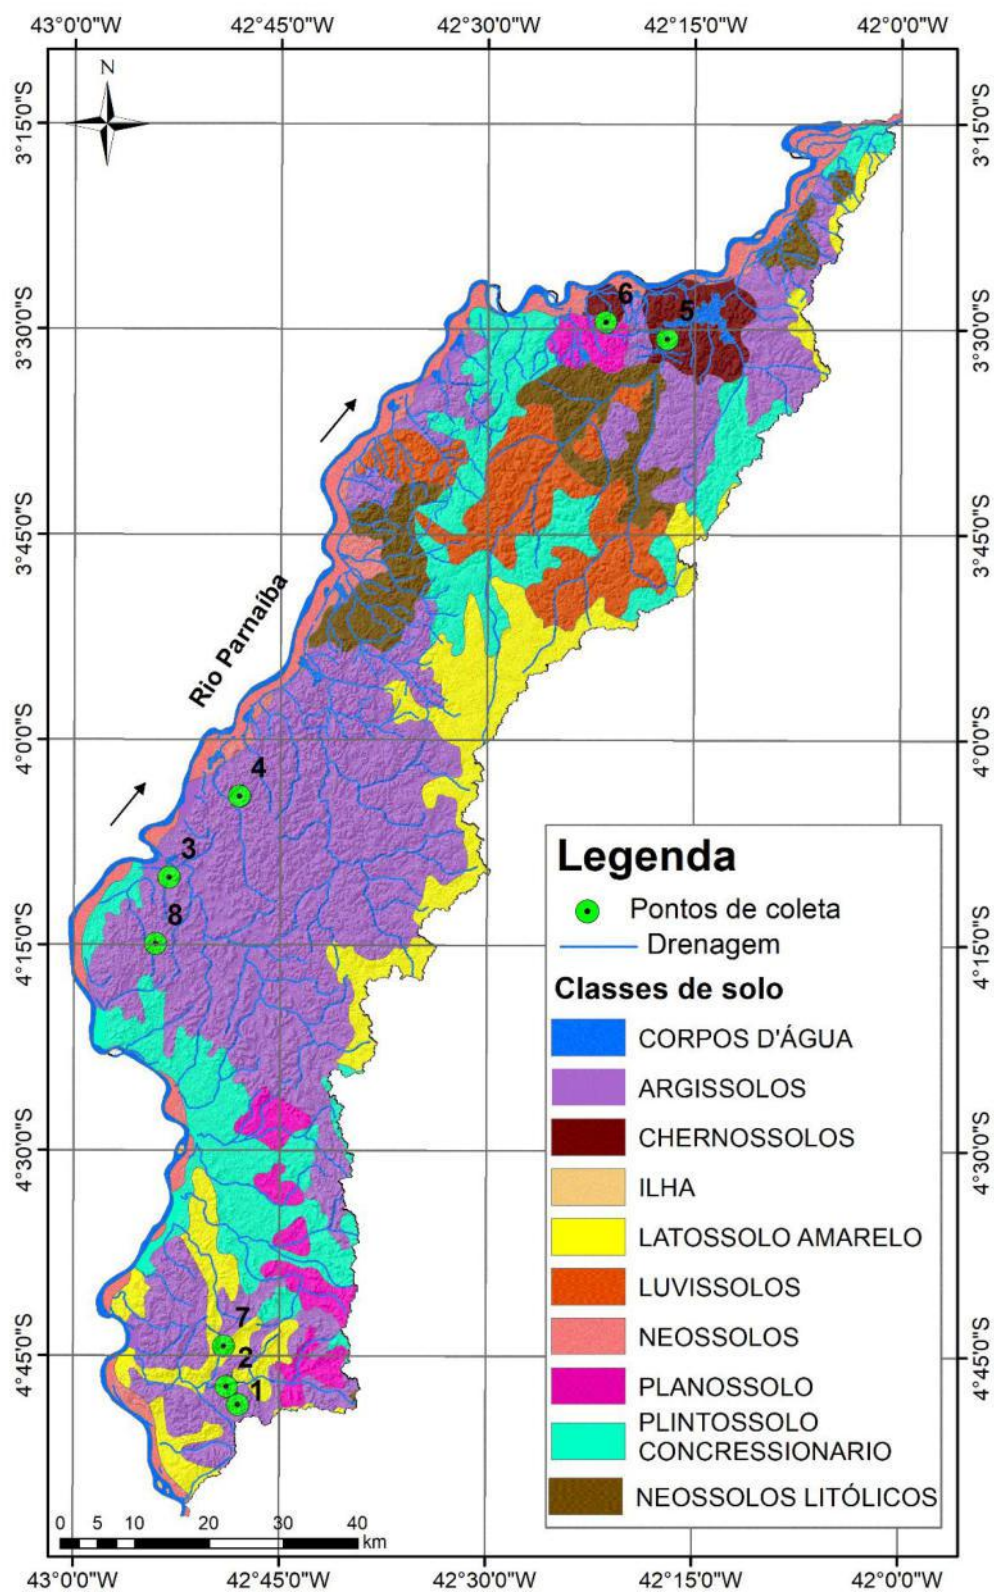 43°0'0"W 42°45'0"W 42°30'0"W 42°15'0"W 42°0'0"W
N
3°15'0"S 3°15'0"S
6
5
3°30'0"S 3°30'0"S
3°45'0"S 3°45'0"S
Rio Parnaíba
4°0'0"S 4°0'0"S
4
3
8
4°15'0"S 4°15'0"S
Legenda
Pontos de coleta
Drenagem
Classes de solo
CORPOS D'ÁGUA
ARGISSOLOS
CHERNOSSOLOS
ILHA
LATOSSOLO AMARELO
LUVISSOLOS
NEOSSOLOS
PLANOSSOLO
PLINTOSSOLO
CONCRESSIONARIO
NEOSSOLOS LITÓLICOS
4°30'0"S 4°30'0"S
7
2
4°45'0"S 4°45'0"S
1
0 5 10 20 30 40
km
43°0'0"W 42°45'0"W 42°30'0"W 42°15'0"W 42°0'0"W